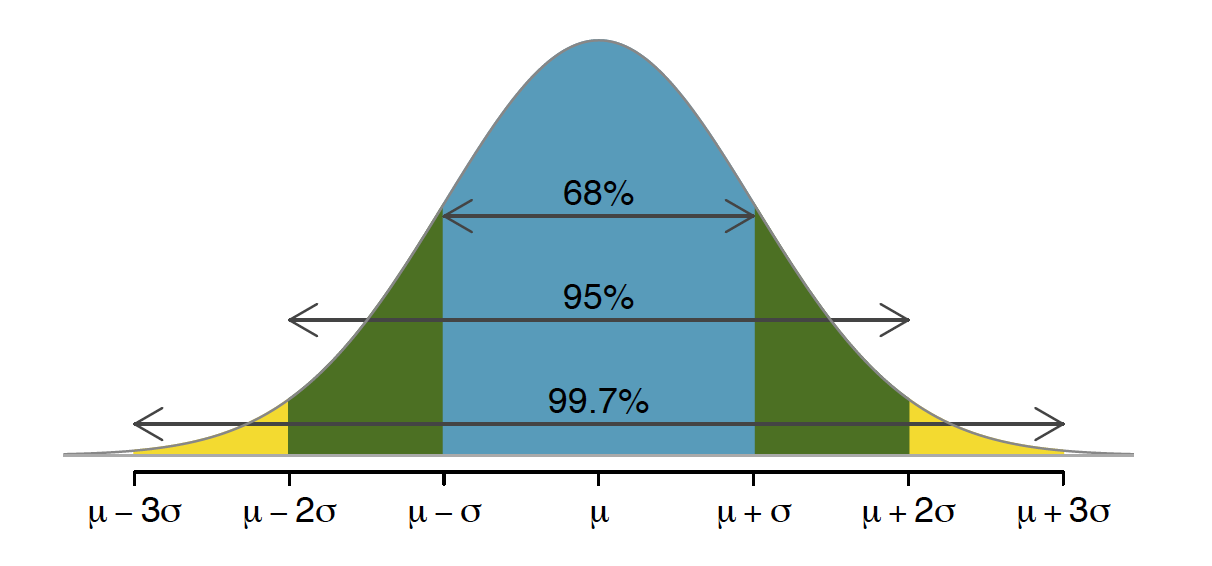 68%
95%
99.7%
μ − 3σ μ − 2σ μ − σ μ μ + σ μ + 2σ μ + 3σ